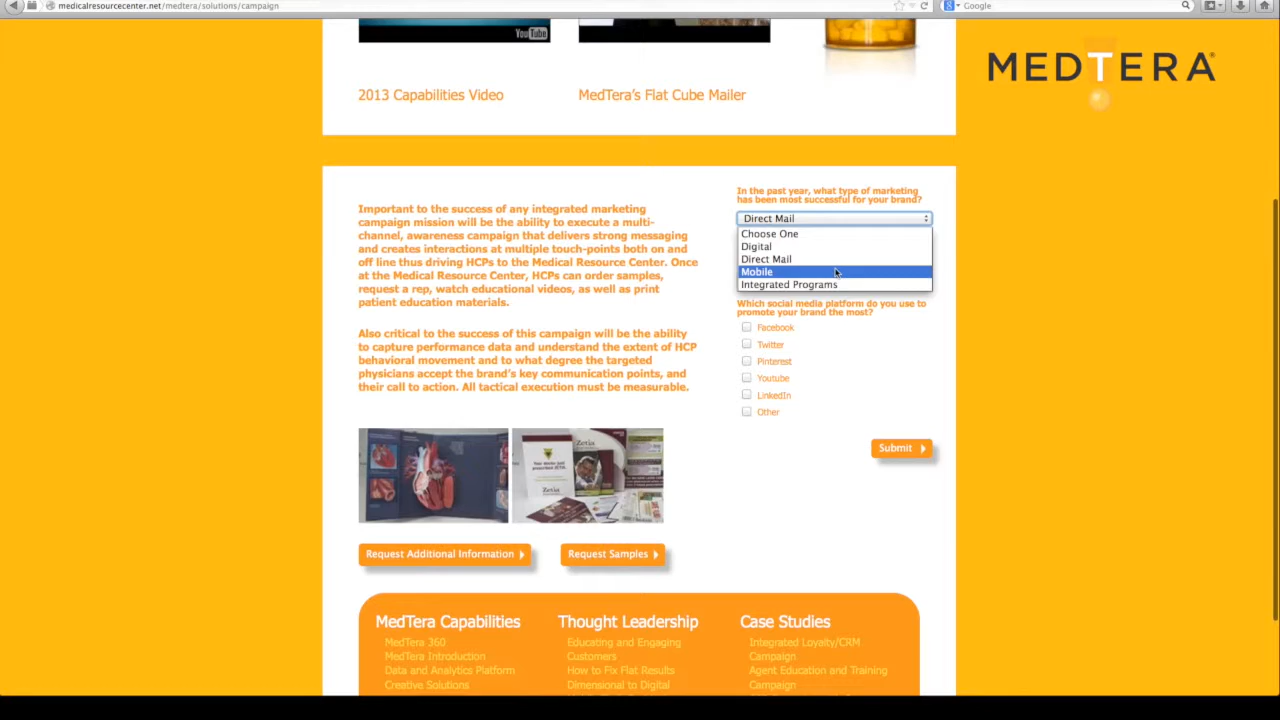 medicalresourcecenter.net/medtera/solutions/campaign
Google
YouTube
MEDTERA®
2013 Capabilities Video
MedTera's Flat Cube Mailer
Important to the success of any integrated marketing
campaign mission will be the ability to execute a multi-
channel, awareness campaign that delivers strong messaging
and creates interactions at multiple touch-points both on and
off line thus driving HCPs to the Medical Resource Center. Once
at the Medical Resource Center, HCPs can order samples,
request a rep, watch educational videos, as well as print
patient education materials.
Also critical to the success of this campaign will be the ability
to capture performance data and understand the extent of HCP
behavioral movement and to what degree the targeted
physicians accept the brand's key communication points, and
their call to action. All tactical execution must be measurable.
In the past year, what type of marketing
has been most successful for your brand?
Direct Mail
Choose One
Digital
Direct Mail
Mobile
Integrated Programs
Which social media platform do you use to
promote your brand the most?
Facebook
Twitter
Pinterest
Youtube
LinkedIn
Other
Submit
Zetia
Zetia
Request Additional Information
Request Samples
MedTera Capabilities
MedTera 360
MedTera Introduction
Data and Analytics Platform
Creative Solutions
Thought Leadership
Educating and Engaging
Customers
How to Fix Flat Results
Dimensional to Digital
Case Studies
Integrated Loyalty/CRM
Campaign
Agent Education and Training
Campaign